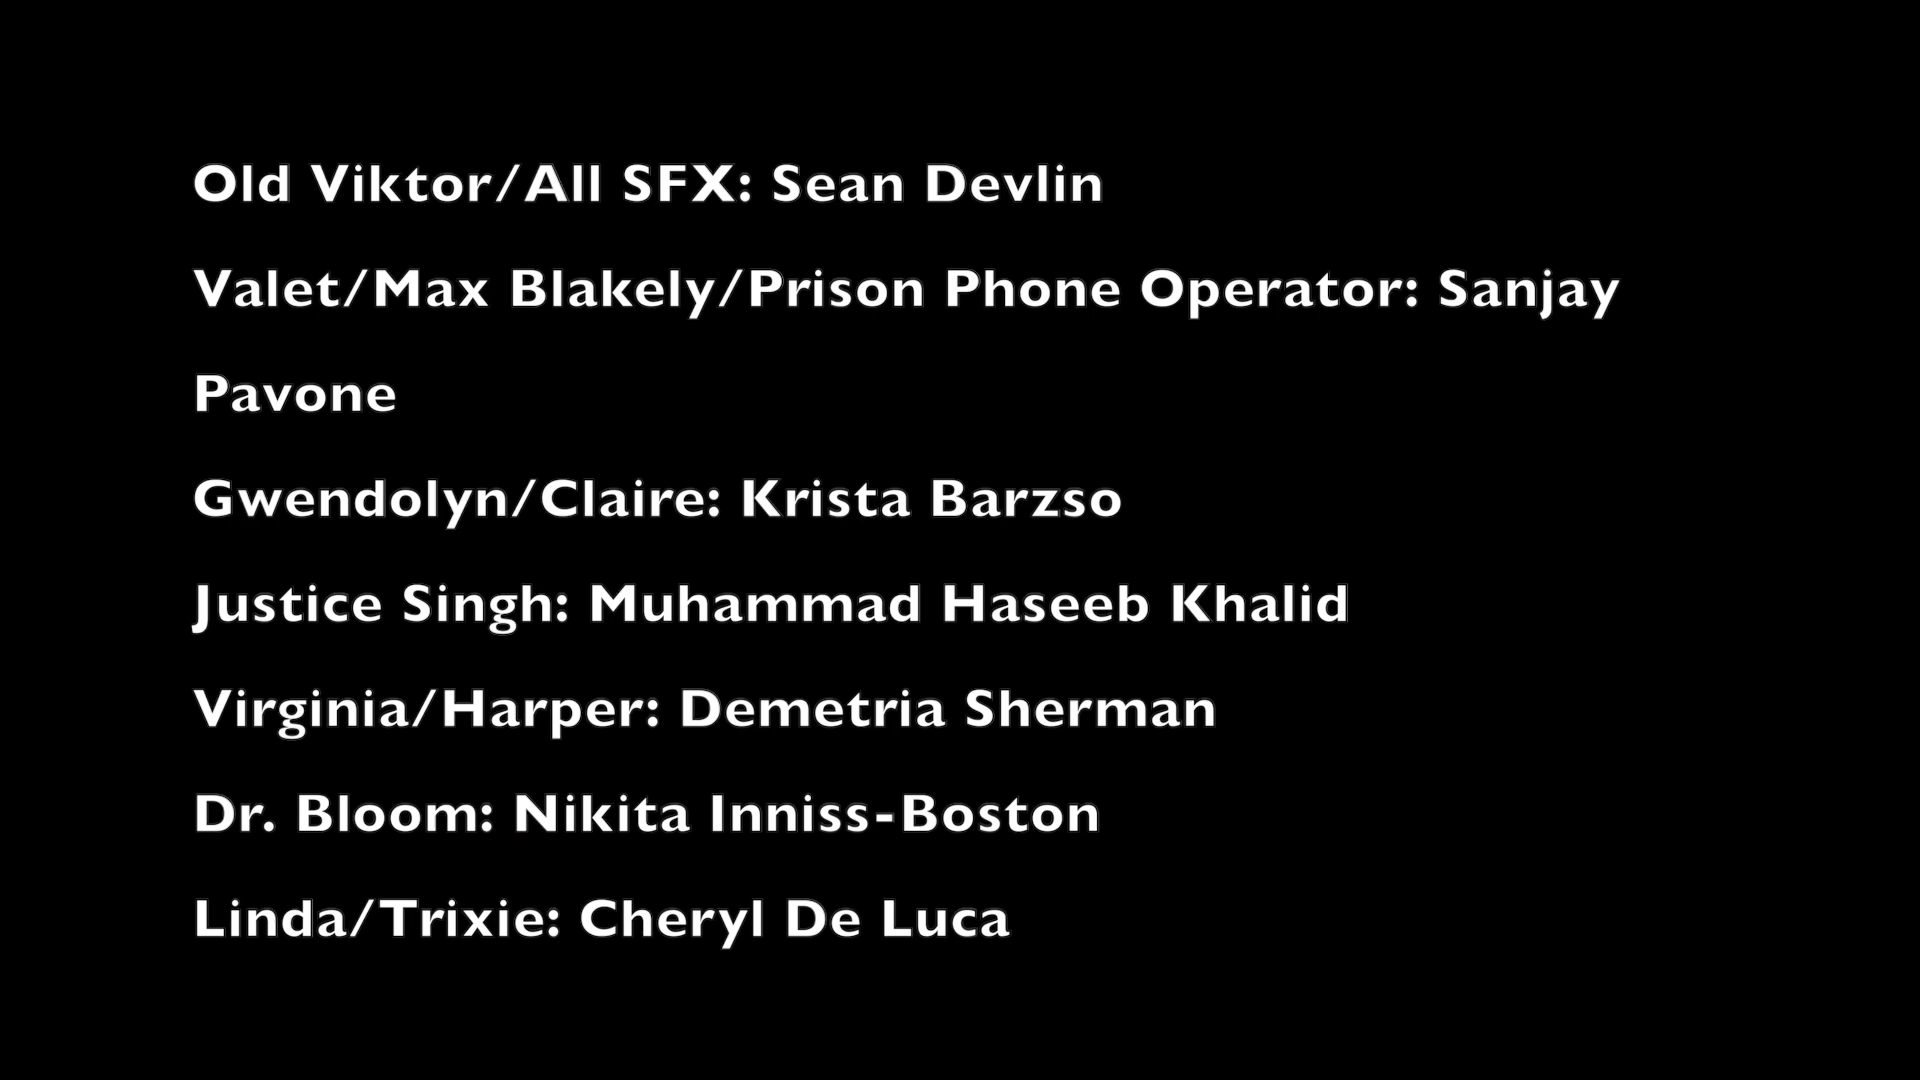 Old Viktor/All SFX: Sean Devlin
Valet/Max Blakely/Prison Phone Operator: Sanjay
Pavone
Gwendolyn/Claire: Krista Barzso
Justice Singh: Muhammad Haseeb Khalid
Virginia/Harper: Demetria Sherman
Dr. Bloom: Nikita Inniss-Boston
Linda/Trixie: Cheryl De Luca